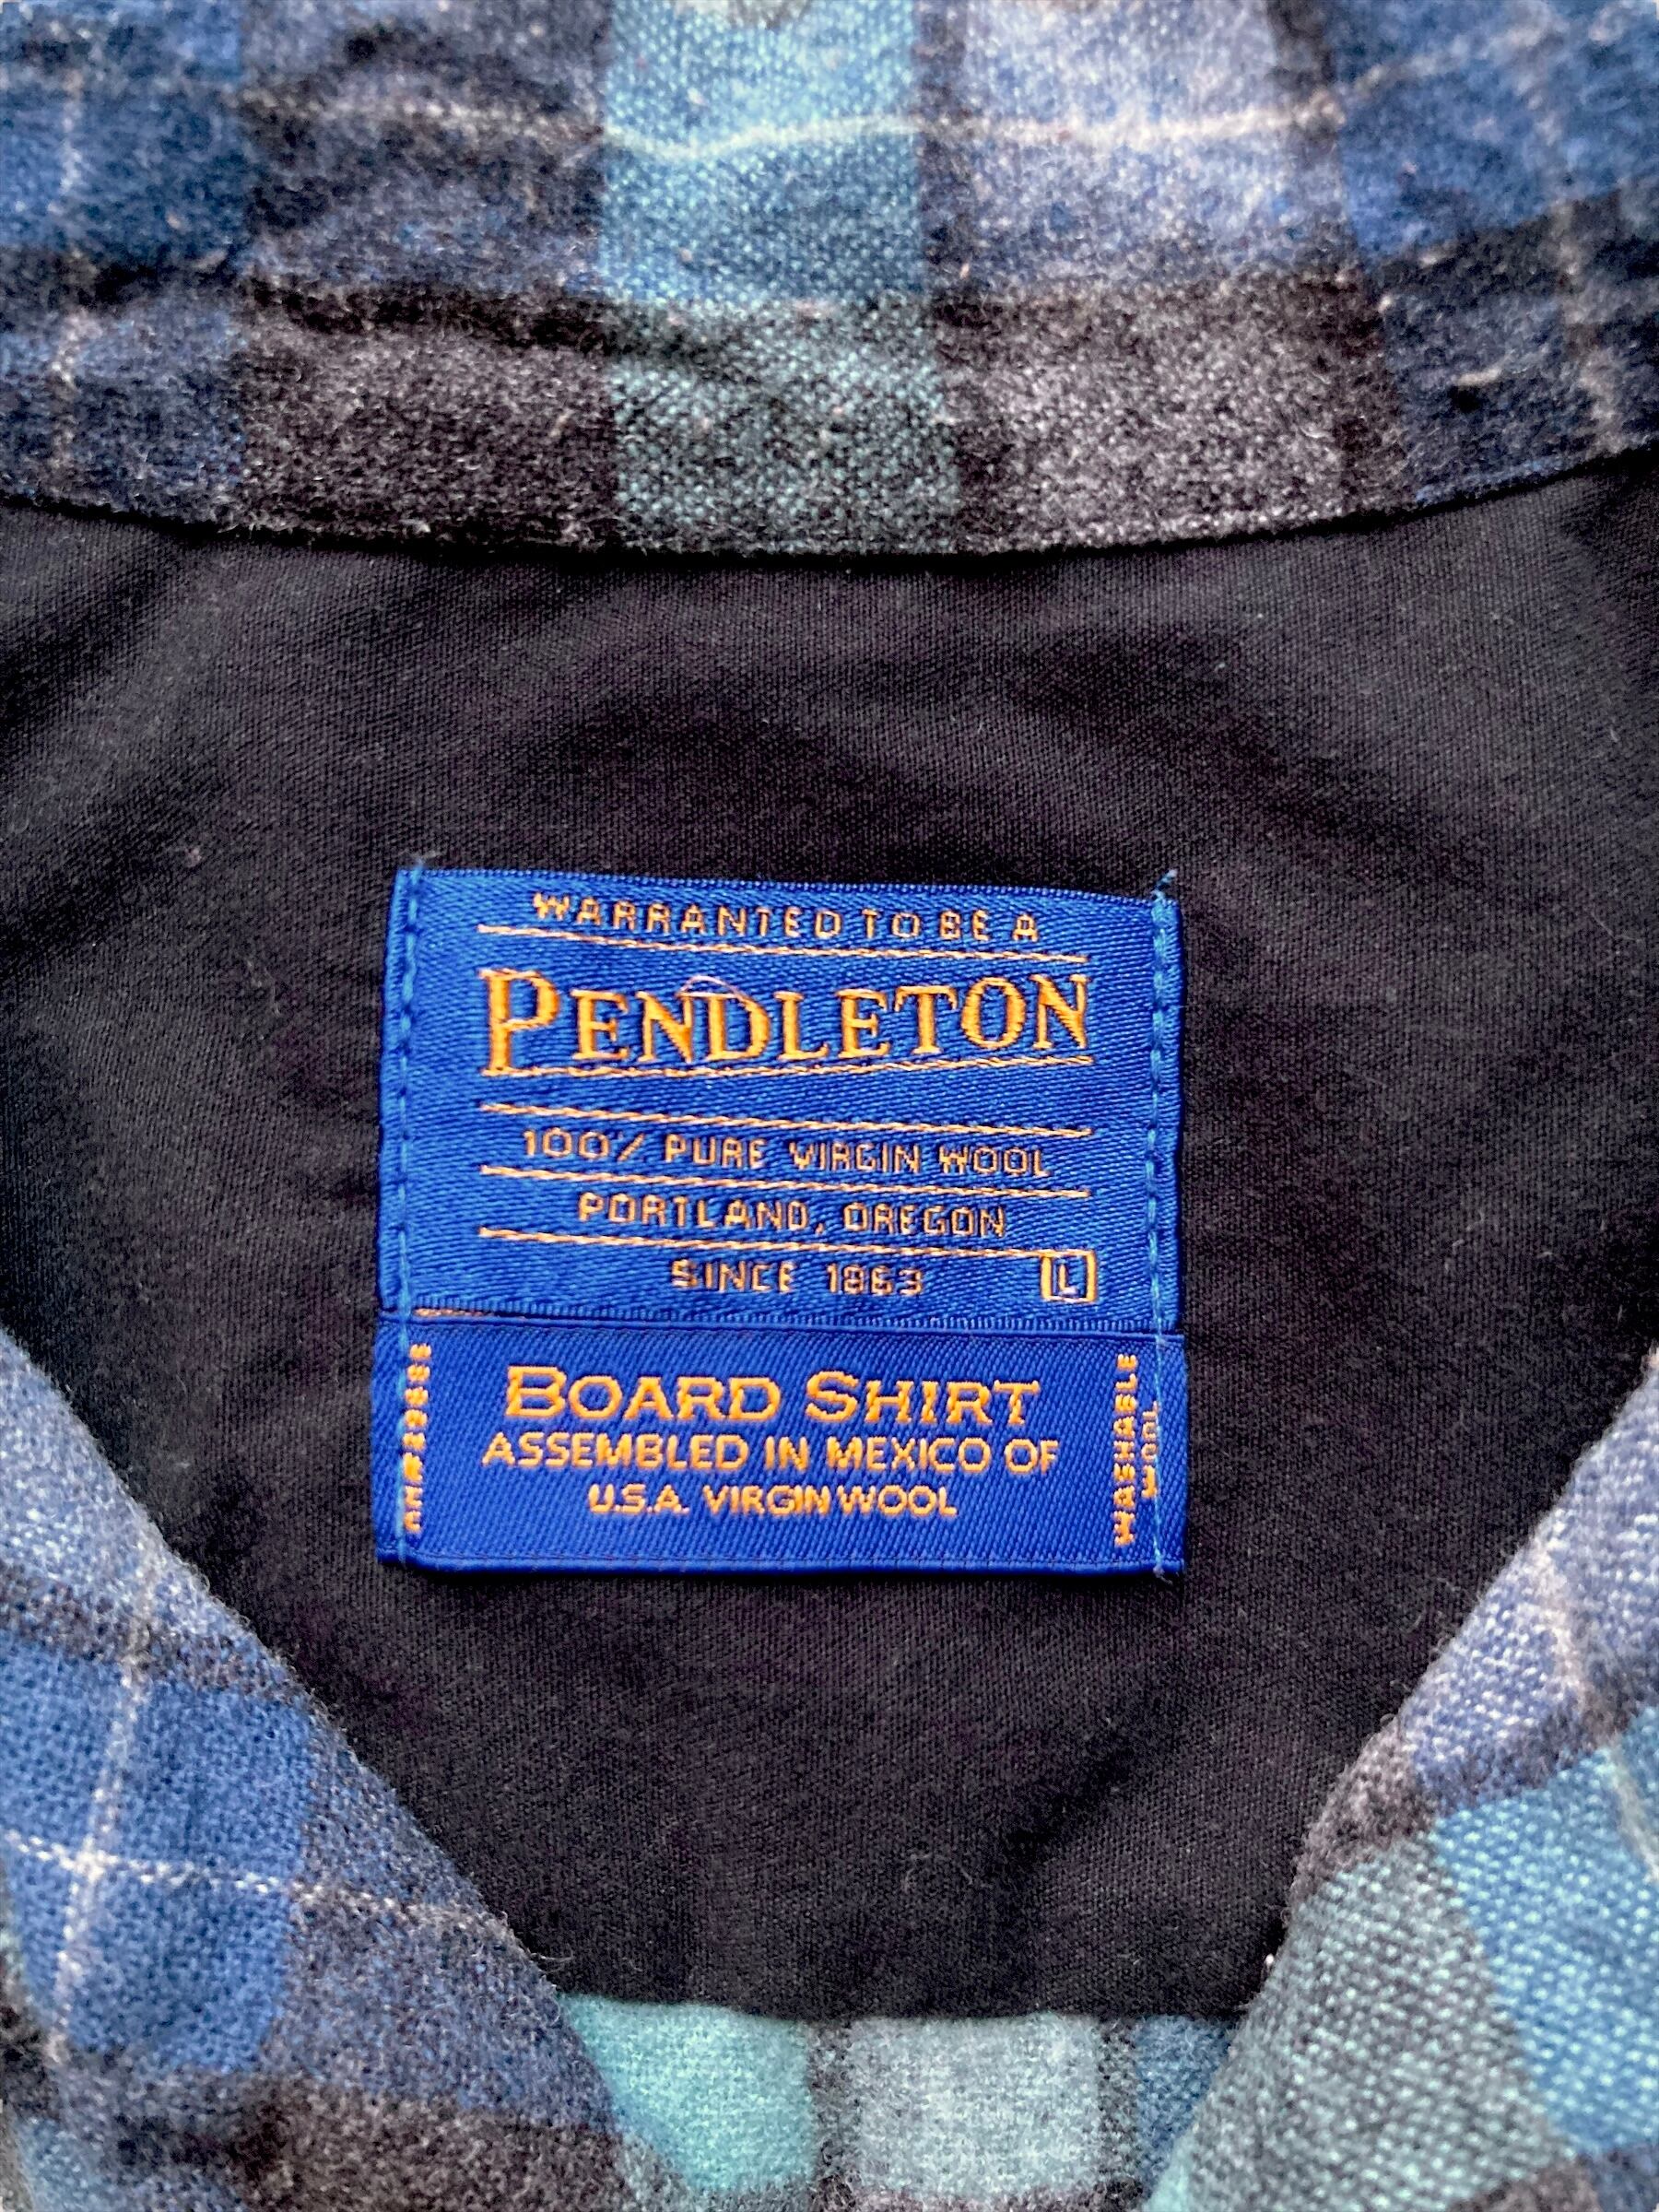 WARRANTED TO BE A
PENDLETON
100% PURE VIRGIN WOOL
PORTLAND, OREGON
SINCE 1863
L
BOARD SHIRT
ASSEMBLED IN MEXICO OF
U.S.A. VIRGIN WOOL
WASHABLE
WOOL